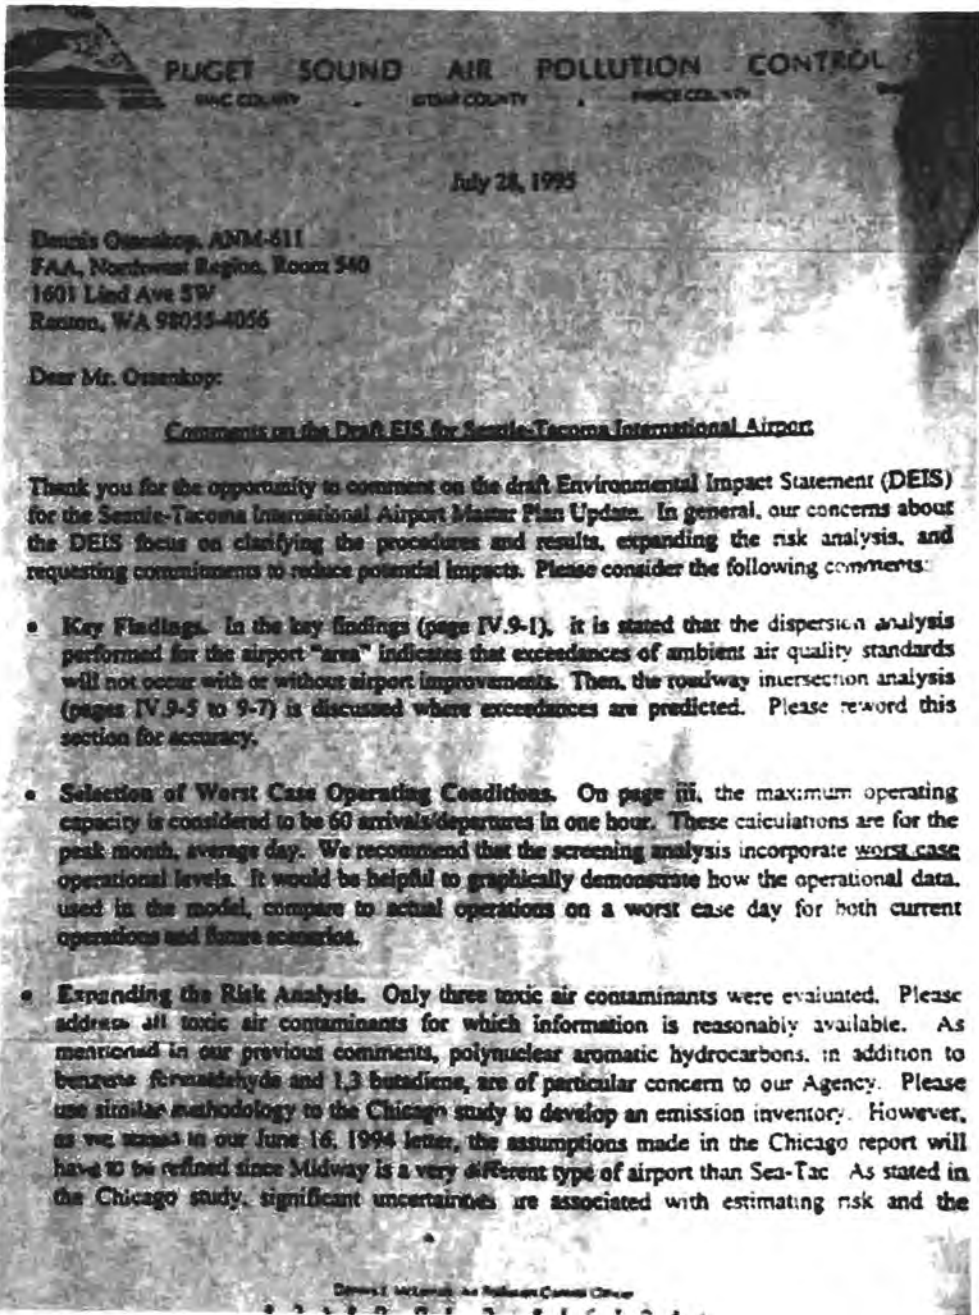 PUGET SOUND AIR POLLUTION CONTROL
KITSAP COUNTY . PIERCE COUNTY
July 28, 1995
Dennis Ossenkop, ANM-611
FAA, Northwest Region, Room 540
1601 Lind Ave SW
Renton, WA 98055-4056
Dear Mr. Ossenkop:
Comments on the Draft EIS for Seattle-Tacoma International Airport
Thank you for the opportunity to comment on the draft Environmental Impact Statement (DEIS)
for the Seattle-Tacoma International Airport Master Plan Update. In general, our concerns about
the DEIS focus on clarifying the procedures and results, expanding the risk analysis, and
requesting commitments to reduce potential impacts. Please consider the following comments:
• Key Findings. In the key findings (page IV.9-1), it is stated that the dispersion analysis
performed for the airport "area" indicates that exceedances of ambient air quality standards
will not occur with or without airport improvements. Then, the roadway intersection analysis
(pages IV.9-5 to 9-7) is discussed where exceedances are predicted. Please reword this
section for accuracy.
• Selection of Worst Case Operating Conditions. On page iii, the maximum operating
capacity is considered to be 60 arrivals/departures in one hour. These calculations are for the
peak month, average day. We recommend that the screening analysis incorporate worst case
operational levels. It would be helpful to graphically demonstrate how the operational data,
used in the model, compare to actual operations on a worst case day for both current
operations and future scenarios.
• Expanding the Risk Analysis. Only three toxic air contaminants were evaluated. Please
address all toxic air contaminants for which information is reasonably available. As
mentioned in our previous comments, polynuclear aromatic hydrocarbons, in addition to
benzene formaldehyde and 1,3 butadiene, are of particular concern to our Agency. Please
use similar methodology to the Chicago study to develop an emission inventory. However,
as we stated in our June 16, 1994 letter, the assumptions made in the Chicago report will
have to be refined since Midway is a very different type of airport than Sea-Tac As stated in
the Chicago study, significant uncertainties are associated with estimating risk and the
Air Pollution Control Officer